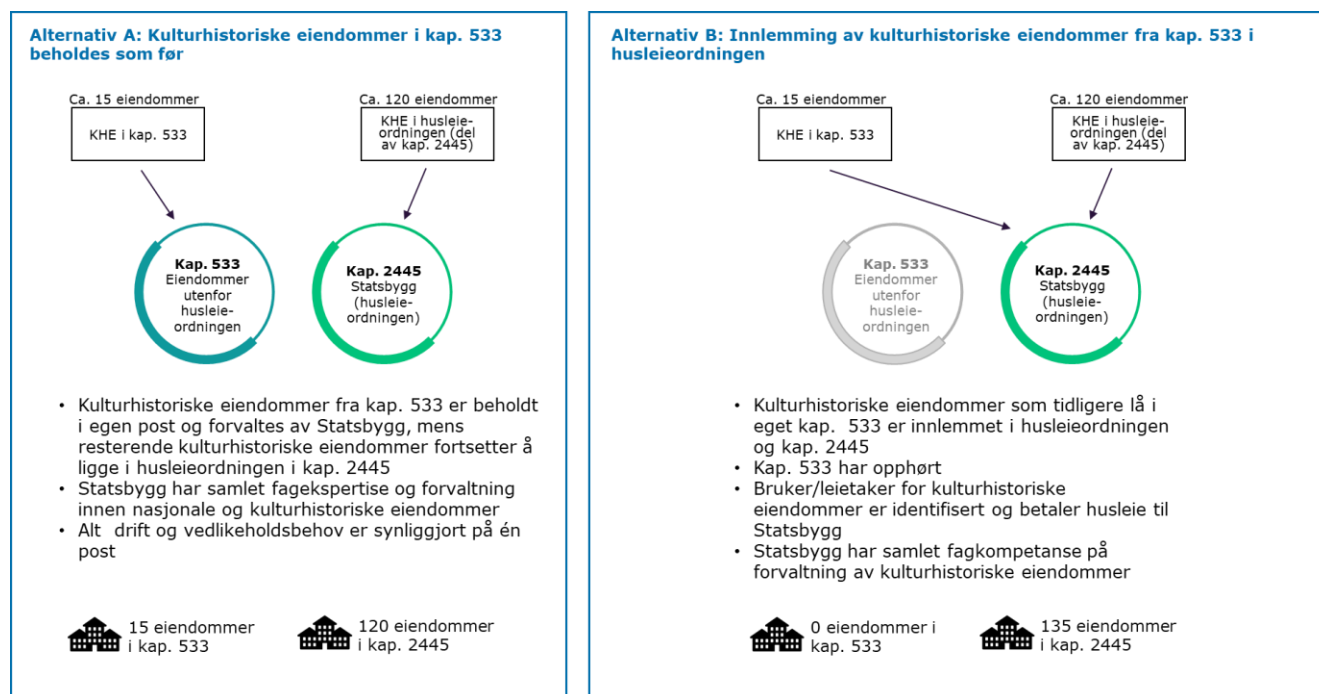 Alternativ A: Kulturhistoriske eiendommer i kap. 533
beholdes som før
Ca. 15 eiendommer
KHE i kap. 533
Ca. 120 eiendommer
KHE i husleie-
ordningen (del
av kap. 2445)
Kap. 533
Eiendommer
utenfor
husleie-
ordningen
Kap. 2445
Statsbygg
(husleie-
ordningen)
• Kulturhistoriske eiendommer fra kap. 533 er beholdt
i egen post og forvaltes av Statsbygg, mens
resterende kulturhistoriske eiendommer fortsetter å
ligge i husleieordningen i kap. 2445
• Statsbygg har samlet fagekspertise og forvaltning
innen nasjonale og kulturhistoriske eiendommer
• Alt drift og vedlikeholdsbehov er synliggjort på én
post
15 eiendommer
i kap. 533
120 eiendommer
i kap. 2445
Alternativ B: Innlemming av kulturhistoriske eiendommer fra kap. 533 i
husleieordningen
Ca. 15 eiendommer
KHE i kap. 533
Ca. 120 eiendommer
KHE i husleie-
ordningen (del
av kap. 2445)
Kap. 533
Eiendommer
utenfor
husleie-
ordningen
Kap. 2445
Statsbygg
(husleie-
ordningen)
• Kulturhistoriske eiendommer som tidligere lå i
eget kap. 533 er innlemmet i husleieordningen
og kap. 2445
• Kap. 533 har opphørt
• Bruker/leietaker for kulturhistoriske
eiendommer er identifisert og betaler husleie til
Statsbygg
• Statsbygg har samlet fagkompetanse på
forvaltning av kulturhistoriske eiendommer
0 eiendommer i
kap. 533
135 eiendommer
i kap. 2445